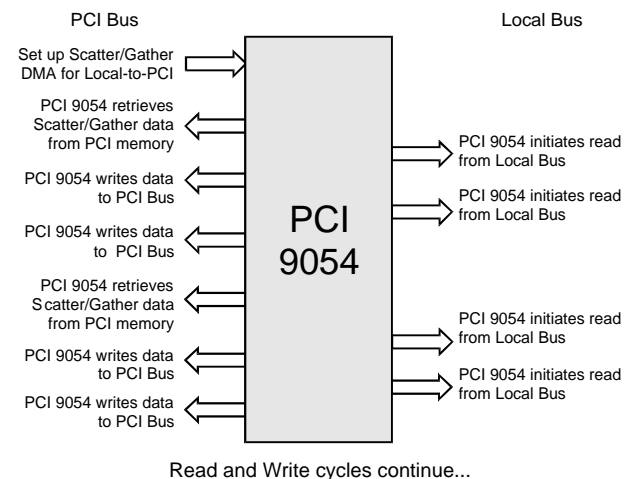 PCI Bus
Local Bus
Set up Scatter/Gather
DMA for Local-to-PCI
PCI 9054 retrieves
Scatter/Gather data
from PCI memory
PCI 9054 writes data
to PCI Bus
PCI 9054 writes data
to PCI Bus
PCI 9054 retrieves
Scatter/Gather data
from PCI memory
PCI 9054 writes data
to PCI Bus
PCI 9054 writes data
to PCI Bus
PCI
9054
PCI 9054 initiates read
from Local Bus
PCI 9054 initiates read
from Local Bus
PCI 9054 initiates read
from Local Bus
PCI 9054 initiates read
from Local Bus
Read and Write cycles continue...